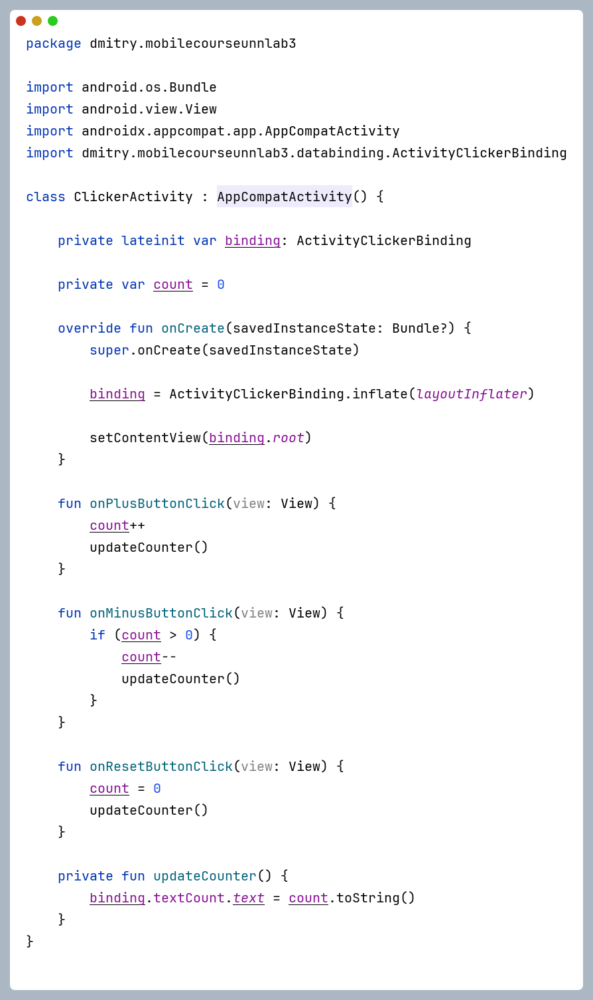 package dmitry.mobilecourseunnlab3

import android.os.Bundle
import android.view.View
import androidx.appcompat.app.AppCompatActivity
import dmitry.mobilecourseunnlab3.databinding.ActivityClickerBinding

class ClickerActivity : AppCompatActivity() {

    private lateinit var binding: ActivityClickerBinding

    private var count = 0

    override fun onCreate(savedInstanceState: Bundle?) {
        super.onCreate(savedInstanceState)

        binding = ActivityClickerBinding.inflate(layoutInflater)

        setContentView(binding.root)
    }

    fun onPlusButtonClick(view: View) {
        count++
        updateCounter()
    }

    fun onMinusButtonClick(view: View) {
        if (count > 0) {
            count--
            updateCounter()
        }
    }

    fun onResetButtonClick(view: View) {
        count = 0
        updateCounter()
    }

    private fun updateCounter() {
        binding.textCount.text = count.toString()
    }
}